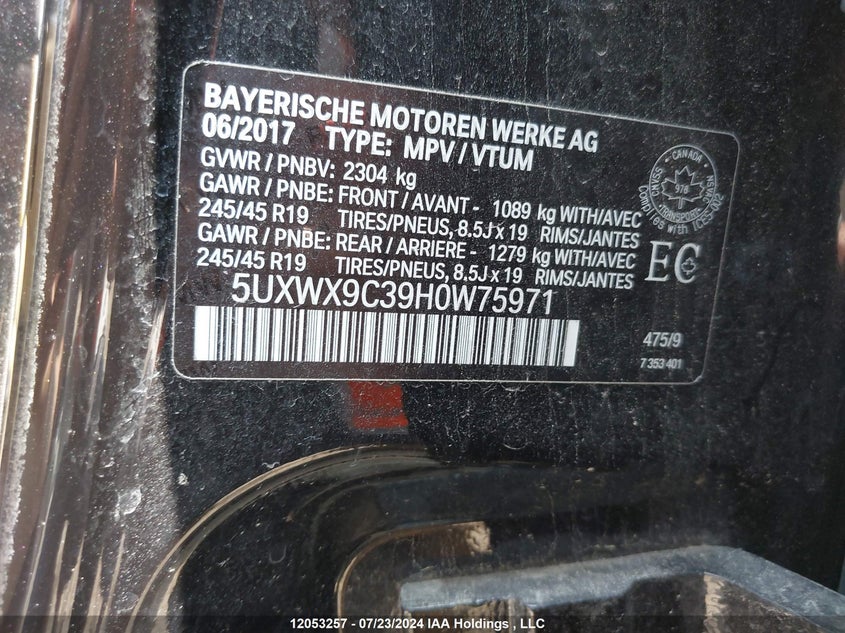 BAYERISCHE MOTOREN WERKE AG
06/2017 TYPE: MPV / VTUM
GVWR / PNBV: 2304 kg
GAWR / PNBE: FRONT / AVANT - 1089 kg WITH/AVEC
245/45 R19 TIRES/PNEUS, 8.5J x 19 RIMS/JANTES
GAWR / PNBE: REAR / ARRIERE - 1279 kg WITH/AVEC
245/45 R19 TIRES/PNEUS, 8.5J x 19 RIMS/JANTES
CANADA
978
TRANSPORT
EC
5UXWX9C39H0W75971
475/9
7 353 401
12053257 - 07/23/2024 IAA Holdings , LLC